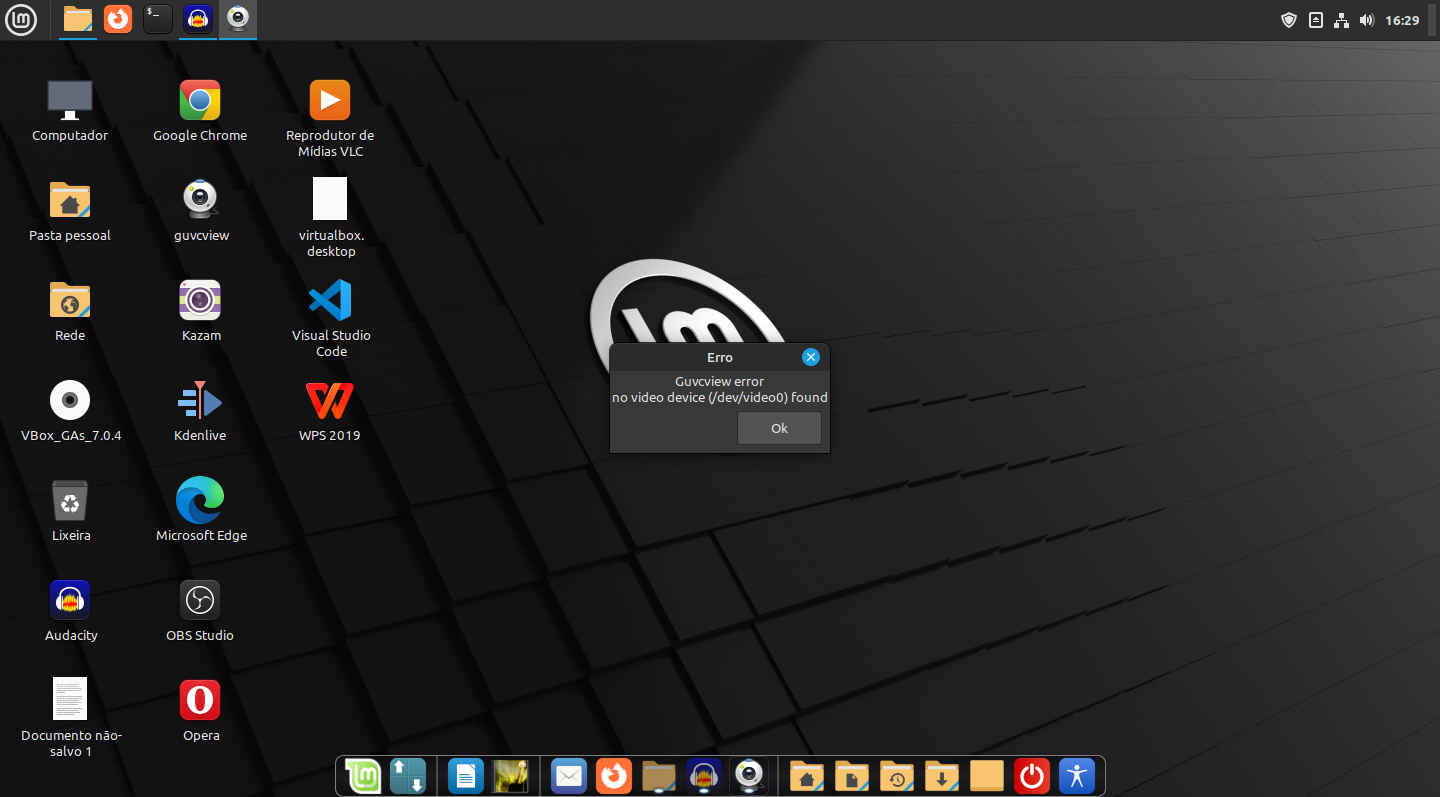 16:29
Computador
Google Chrome
Reprodutor de
Mídias VLC
Pasta pessoal
guvcview
virtualbox.
desktop
Rede
Kazam
Visual Studio
Code
VBox_GAs_7.0.4
Kdenlive
WPS 2019
Lixeira
Microsoft Edge
Audacity
OBS Studio
Documento não-
salvo 1
Opera
Erro
Guvcview error
no video device (/dev/video0) found
Ok